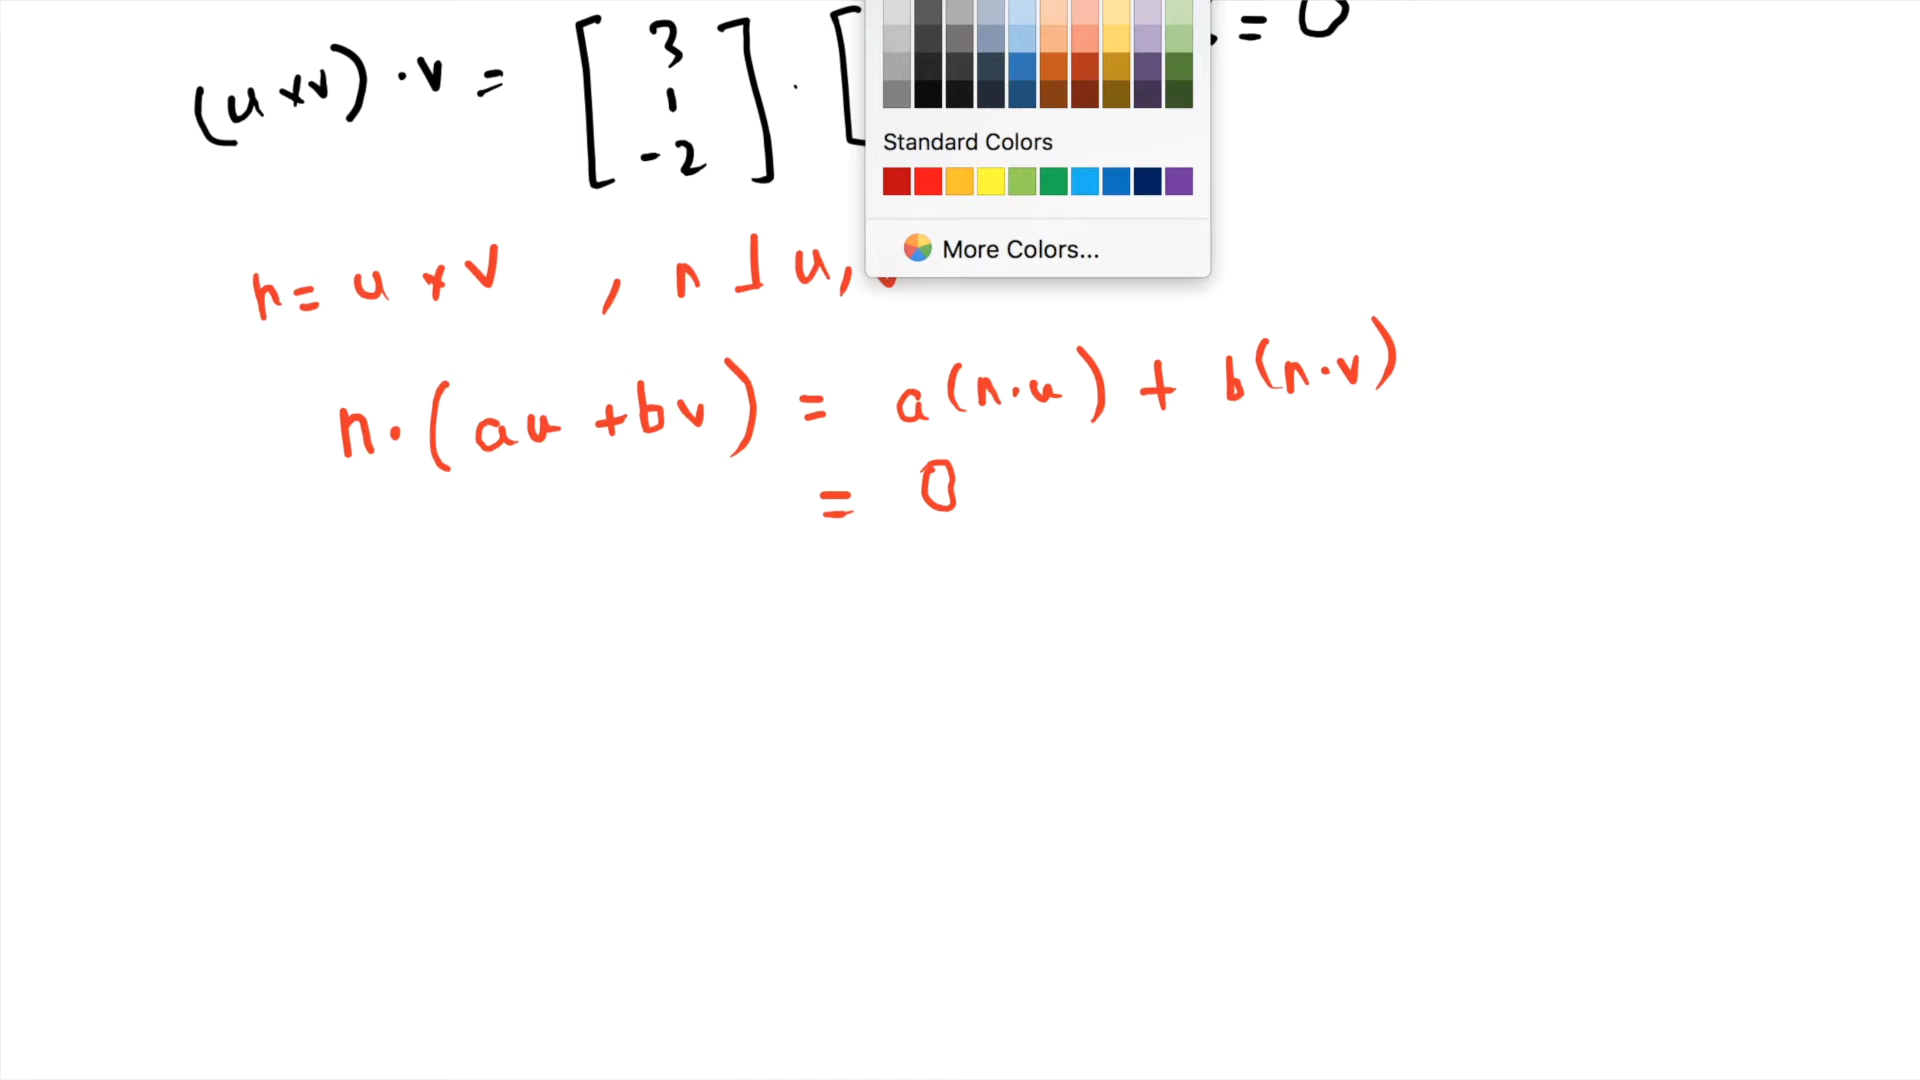 (u×v)·v = [3 1 -2] · [ = 0
Standard Colors
More Colors...
n = u × v , n ⊥ u,
n·(au + bv) = a(n·u) + b(n·v)
= 0